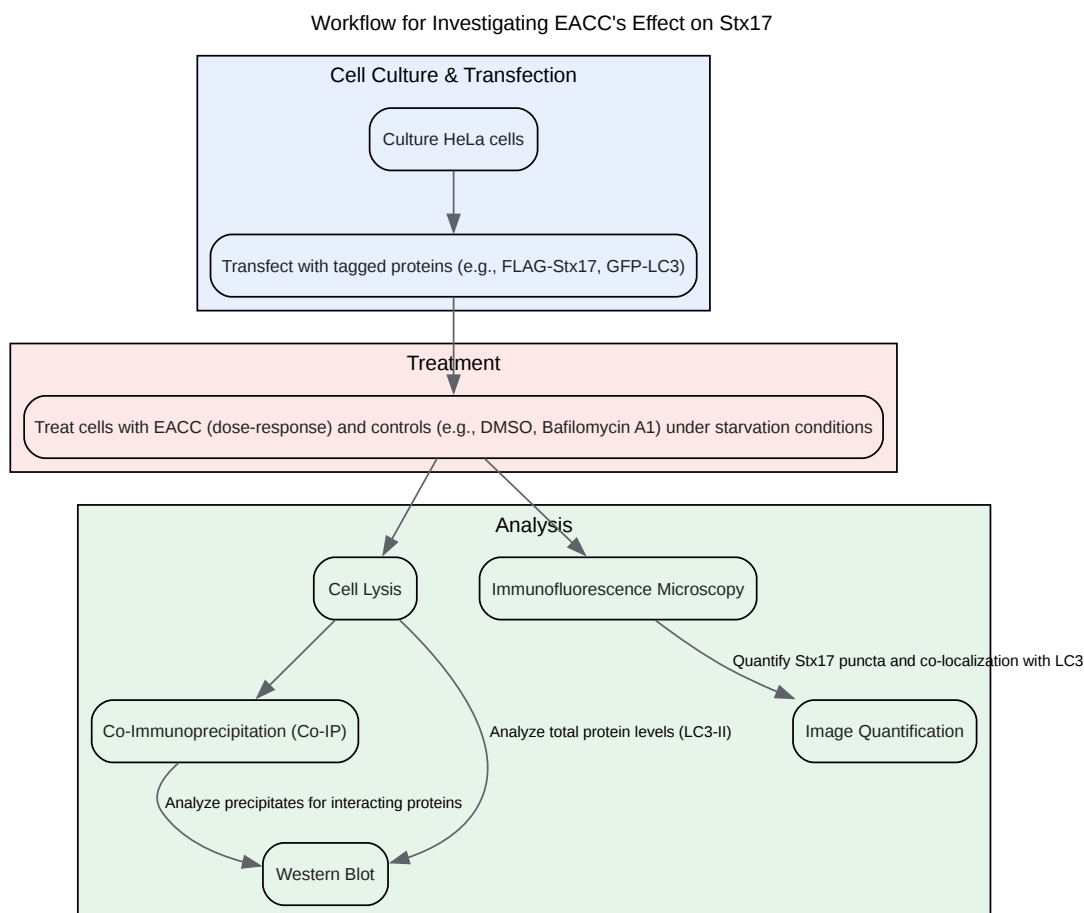 Workflow for Investigating EACC's Effect on Stx17
Cell Culture & Transfection
Culture HeLa cells
Transfect with tagged proteins (e.g., FLAG-Stx17, GFP-LC3)
Treatment
Treat cells with EACC (dose-response) and controls (e.g., DMSO, Bafilomycin A1) under starvation conditions
Analysis
Cell Lysis
Immunofluorescence Microscopy
Quantify Stx17 puncta and co-localization with LC3
Co-Immunoprecipitation (Co-IP)
Analyze total protein levels (LC3-II)
Image Quantification
Analyze precipitates for interacting proteins
Western Blot